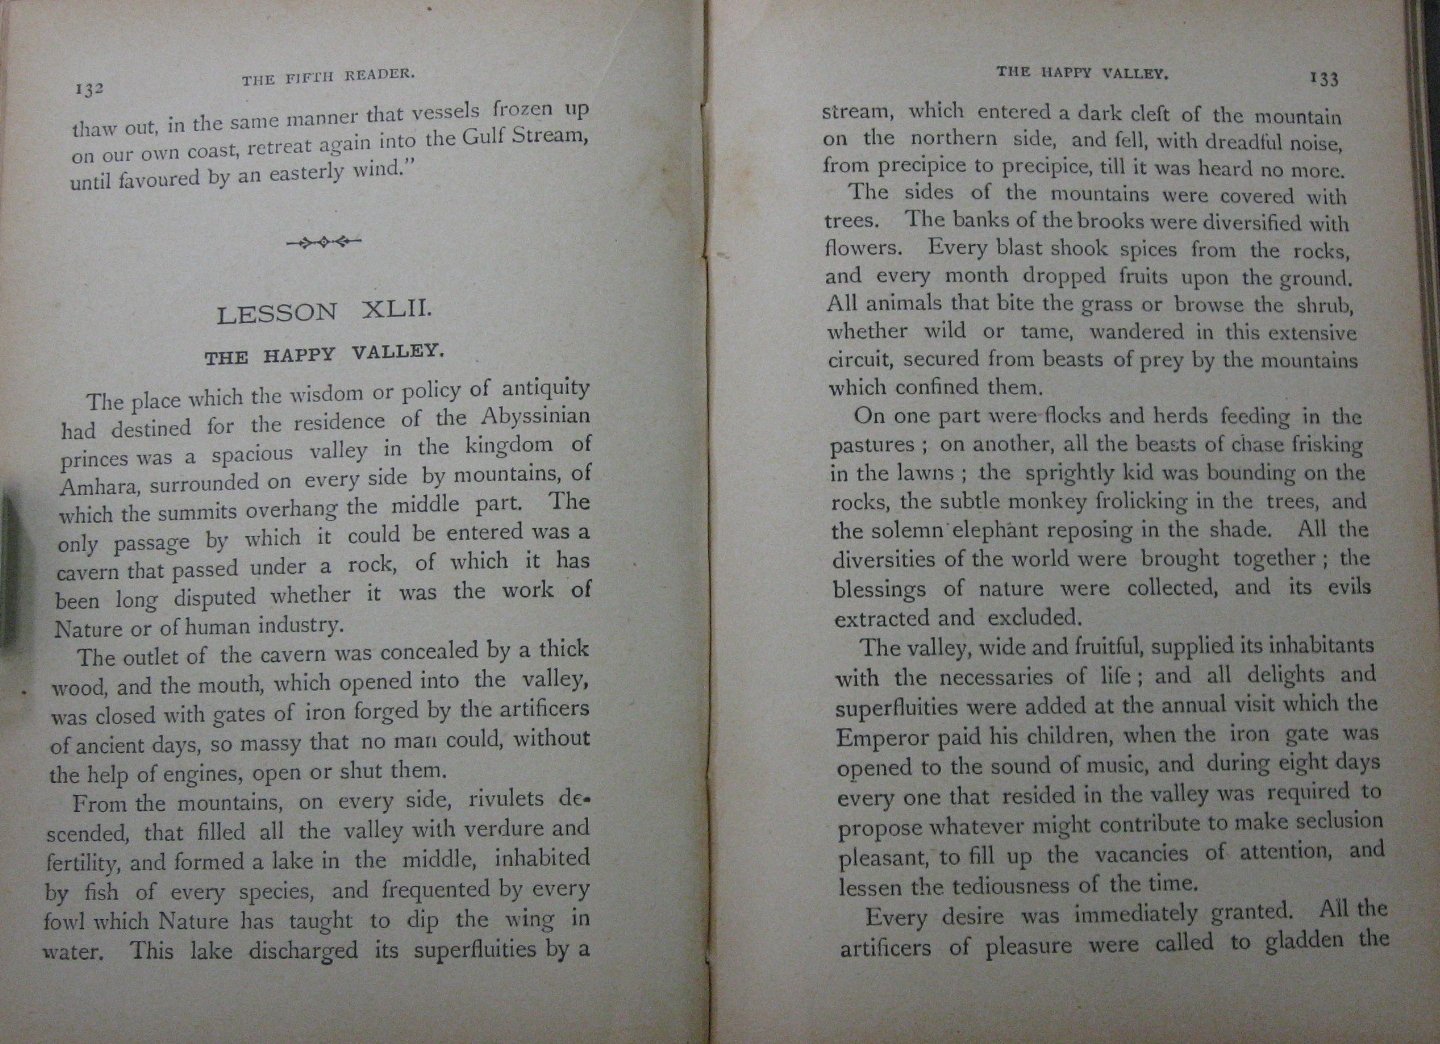 132
THE FIFTH READER.
thaw out, in the same manner that vessels frozen up
on our own coast, retreat again into the Gulf Stream,
until favoured by an easterly wind."
LESSON XLII.
THE HAPPY VALLEY.
The place which the wisdom or policy of antiquity
had destined for the residence of the Abyssinian
princes was a spacious valley in the kingdom of
Amhara, surrounded on every side by mountains, of
which the summits overhang the middle part. The
only passage by which it could be entered was a
cavern that passed under a rock, of which it has
been long disputed whether it was the work of
Nature or of human industry.
The outlet of the cavern was concealed by a thick
wood, and the mouth, which opened into the valley,
was closed with gates of iron forged by the artificers
of ancient days, so massy that no man could, without
the help of engines, open or shut them.
From the mountains, on every side, rivulets de-
scended, that filled all the valley with verdure and
fertility, and formed a lake in the middle, inhabited
by fish of every species, and frequented by every
fowl which Nature has taught to dip the wing in
water. This lake discharged its superfluities by a
THE HAPPY VALLEY.
133
stream, which entered a dark cleft of the mountain
on the northern side, and fell, with dreadful noise,
from precipice to precipice, till it was heard no more.
The sides of the mountains were covered with
trees. The banks of the brooks were diversified with
flowers. Every blast shook spices from the rocks,
and every month dropped fruits upon the ground.
All animals that bite the grass or browse the shrub,
whether wild or tame, wandered in this extensive
circuit, secured from beasts of prey by the mountains
which confined them.
On one part were flocks and herds feeding in the
pastures ; on another, all the beasts of chase frisking
in the lawns ; the sprightly kid was bounding on the
rocks, the subtle monkey frolicking in the trees, and
the solemn elephant reposing in the shade. All the
diversities of the world were brought together ; the
blessings of nature were collected, and its evils
extracted and excluded.
The valley, wide and fruitful, supplied its inhabitants
with the necessaries of life ; and all delights and
superfluities were added at the annual visit which the
Emperor paid his children, when the iron gate was
opened to the sound of music, and during eight days
every one that resided in the valley was required to
propose whatever might contribute to make seclusion
pleasant, to fill up the vacancies of attention, and
lessen the tediousness of the time.
Every desire was immediately granted. All the
artificers of pleasure were called to gladden the